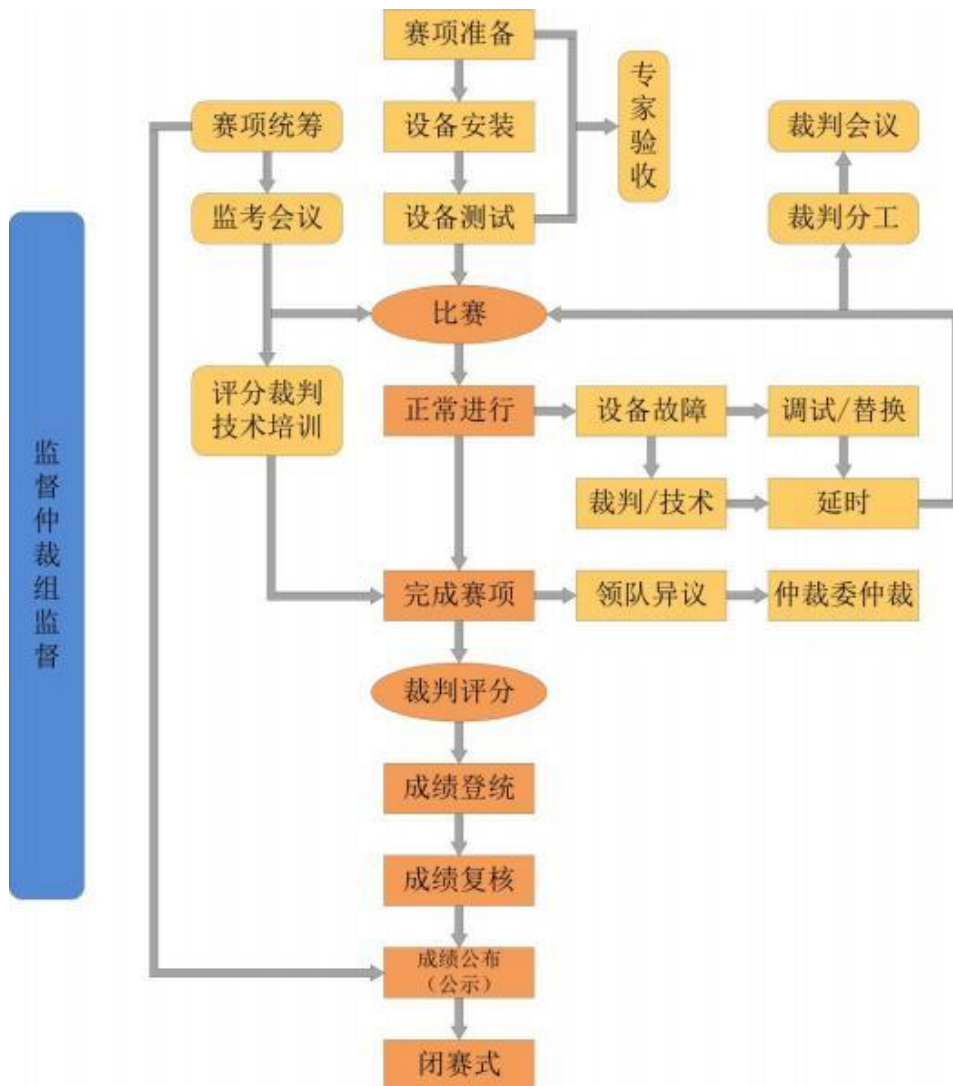 赛项准备
专家验收
赛项统筹
设备安装
裁判会议
监考会议
设备测试
裁判分工
比赛
评分裁判
技术培训
正常进行
设备故障
调试/替换
裁判/技术
延时
监督仲裁组监督
完成赛项
领队异议
仲裁委仲裁
裁判评分
成绩登统
成绩复核
成绩公布
（公示）
闭赛式